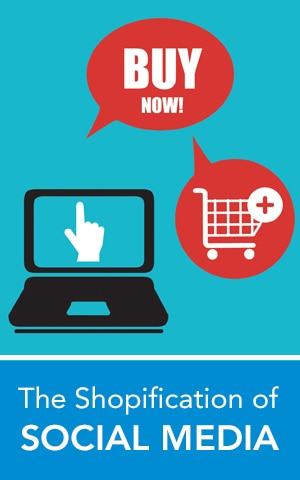 BUY
NOW!
The Shopification of
SOCIAL MEDIA